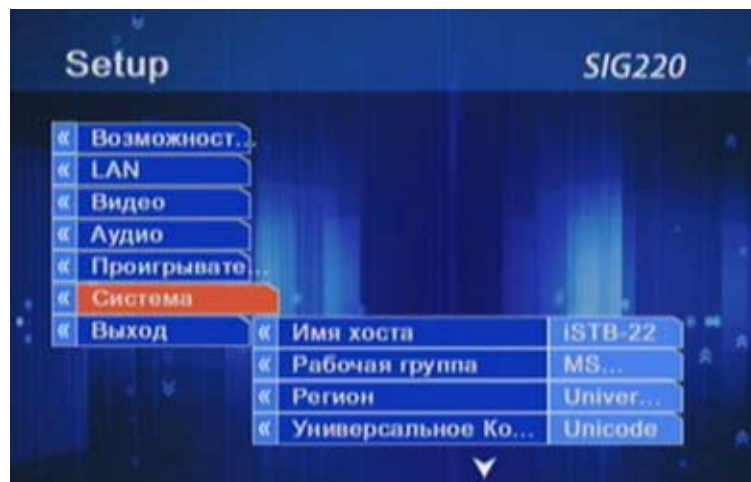 Setup
SIG220
Возможност...
LAN
Видео
Аудио
Проигрывате...
Система
Выход
Имя хоста iSTB-22
Рабочая группа MS...
Регион Univer...
Универсальное Ко... Unicode